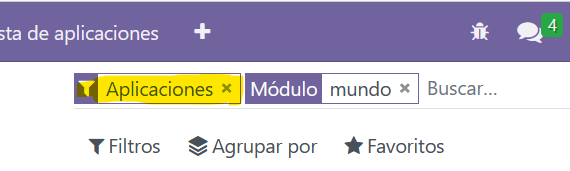 sta de aplicaciones + 4
Aplicaciones × Módulo mundo × Buscar...
Filtros Agrupar por Favoritos